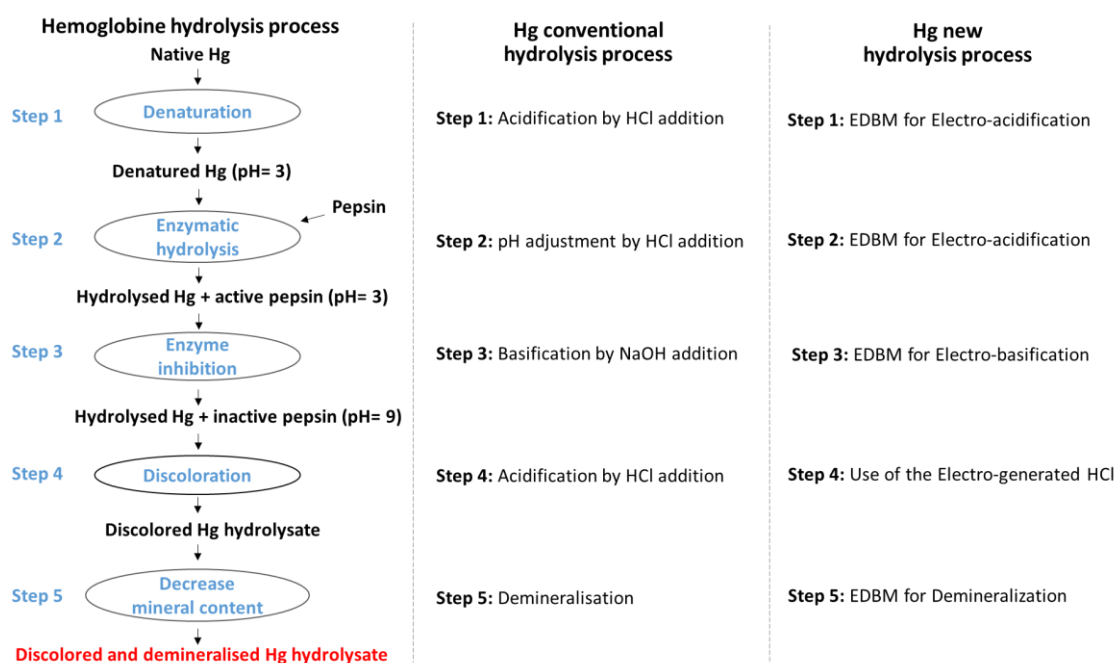 Hemoglobine hydrolysis process
Native Hg
Step 1
Denaturation
Denatured Hg (pH= 3)
Pepsin
Step 2
Enzymatic
hydrolysis
Hydrolysed Hg + active pepsin (pH= 3)
Step 3
Enzyme
inhibition
Hydrolysed Hg + inactive pepsin (pH= 9)
Step 4
Discoloration
Discolored Hg hydrolysate
Step 5
Decrease
mineral content
Discolored and demineralised Hg hydrolysate
Hg conventional
hydrolysis process
Step 1: Acidification by HCl addition
Step 2: pH adjustment by HCl addition
Step 3: Basification by NaOH addition
Step 4: Acidification by HCl addition
Step 5: Demineralisation
Hg new
hydrolysis process
Step 1: EDBM for Electro-acidification
Step 2: EDBM for Electro-acidification
Step 3: EDBM for Electro-basification
Step 4: Use of the Electro-generated HCl
Step 5: EDBM for Demineralization